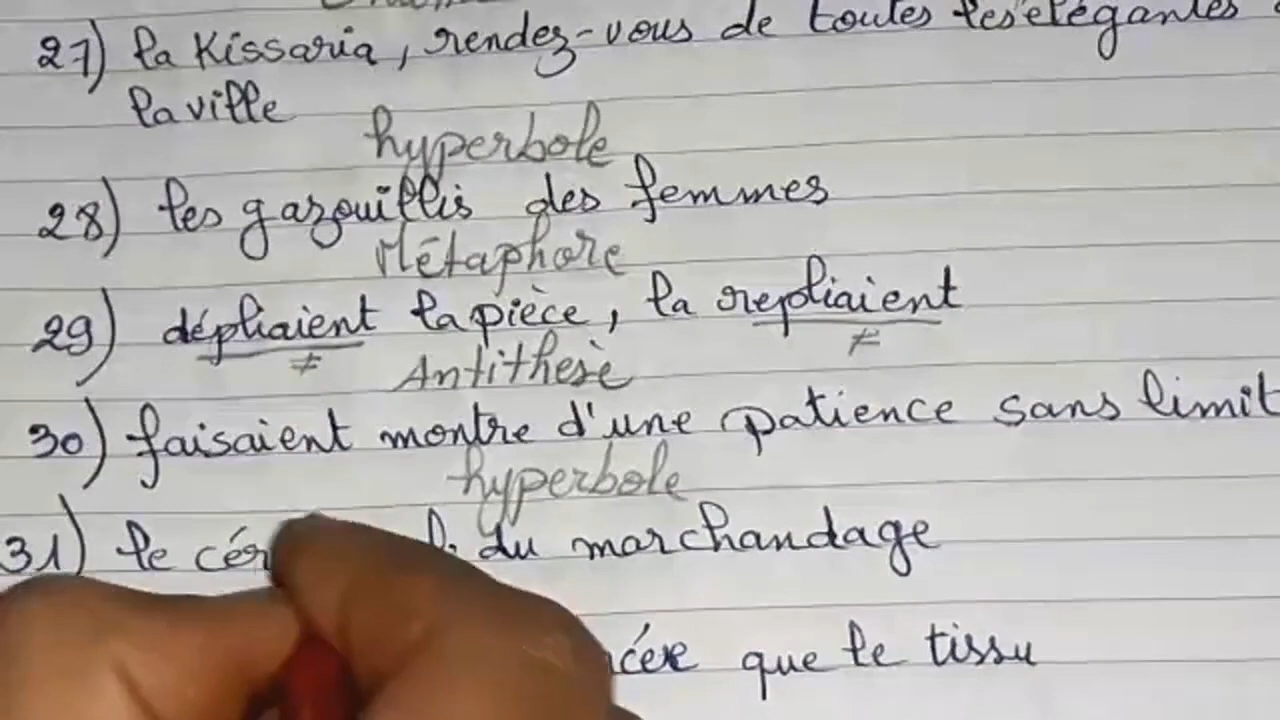 27) la Kissaria, rendez-vous de toutes les élégantes
la ville
hyperbole
28) les gazouillis des femmes
Métaphore
29) dépliaient la pièce, la repliaient
≠ ≠
Antithèse
30) faisaient montre d'une patience sans limit
hyperbole
31) le cér du marchandage
que le tissu